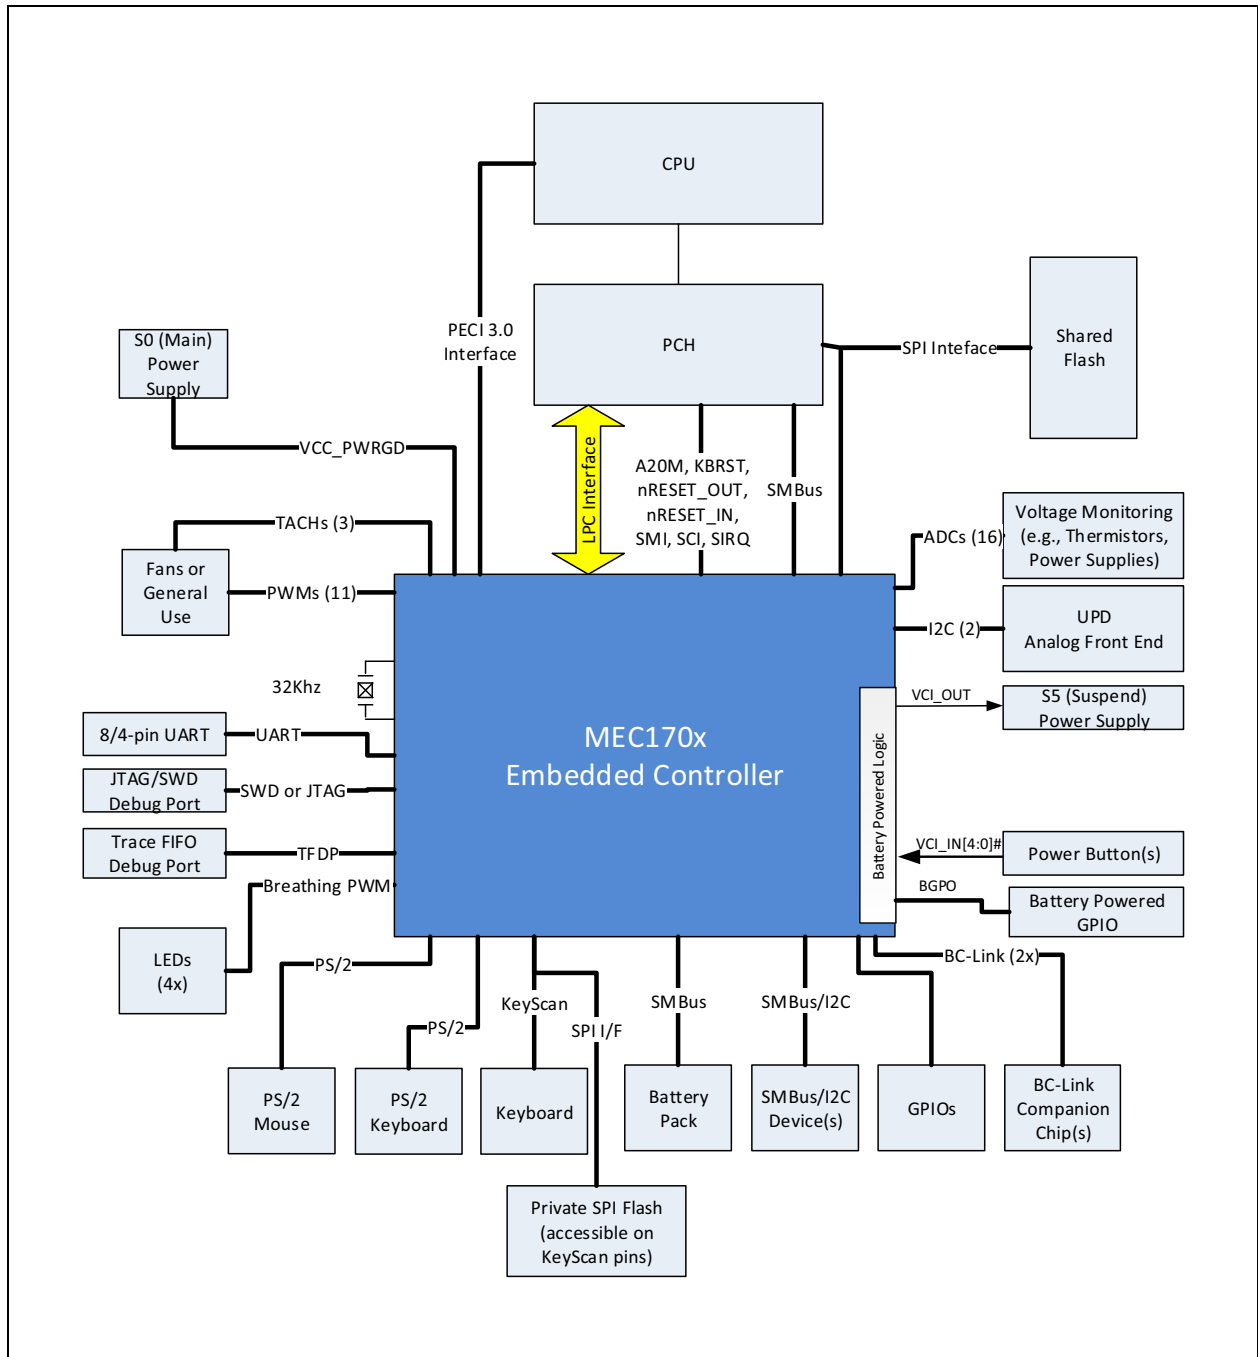 CPU
PECI 3.0
Interface
PCH
SPI Inteface
Shared
Flash
S0 (Main)
Power
Supply
VCC_PWRGD
LPC Interface
A20M, KBRST,
nRESET_OUT,
nRESET_IN,
SMI, SCI, SIRQ
SMBus
TACHs (3)
Fans or
General
Use
PWMs (11)
ADCs (16)
Voltage Monitoring
(e.g., Thermistors,
Power Supplies)
I2C (2)
UPD
Analog Front End
32Khz
VCI_OUT
S5 (Suspend)
Power Supply
8/4-pin UART
UART
MEC170x
Embedded Controller
Battery Powered Logic
JTAG/SWD
Debug Port
SWD or JTAG
Trace FIFO
Debug Port
TFDP
VCI_IN[4:0]#
Power Button(s)
Breathing PWM
BGPO
Battery Powered
GPIO
LEDs
(4x)
PS/2
PS/2
KeyScan
SPI I/F
SMBus
SMBus/I2C
BC-Link (2x)
PS/2
Mouse
PS/2
Keyboard
Keyboard
Battery
Pack
SMBus/I2C
Device(s)
GPIOs
BC-Link
Companion
Chip(s)
Private SPI Flash
(accessible on
KeyScan pins)